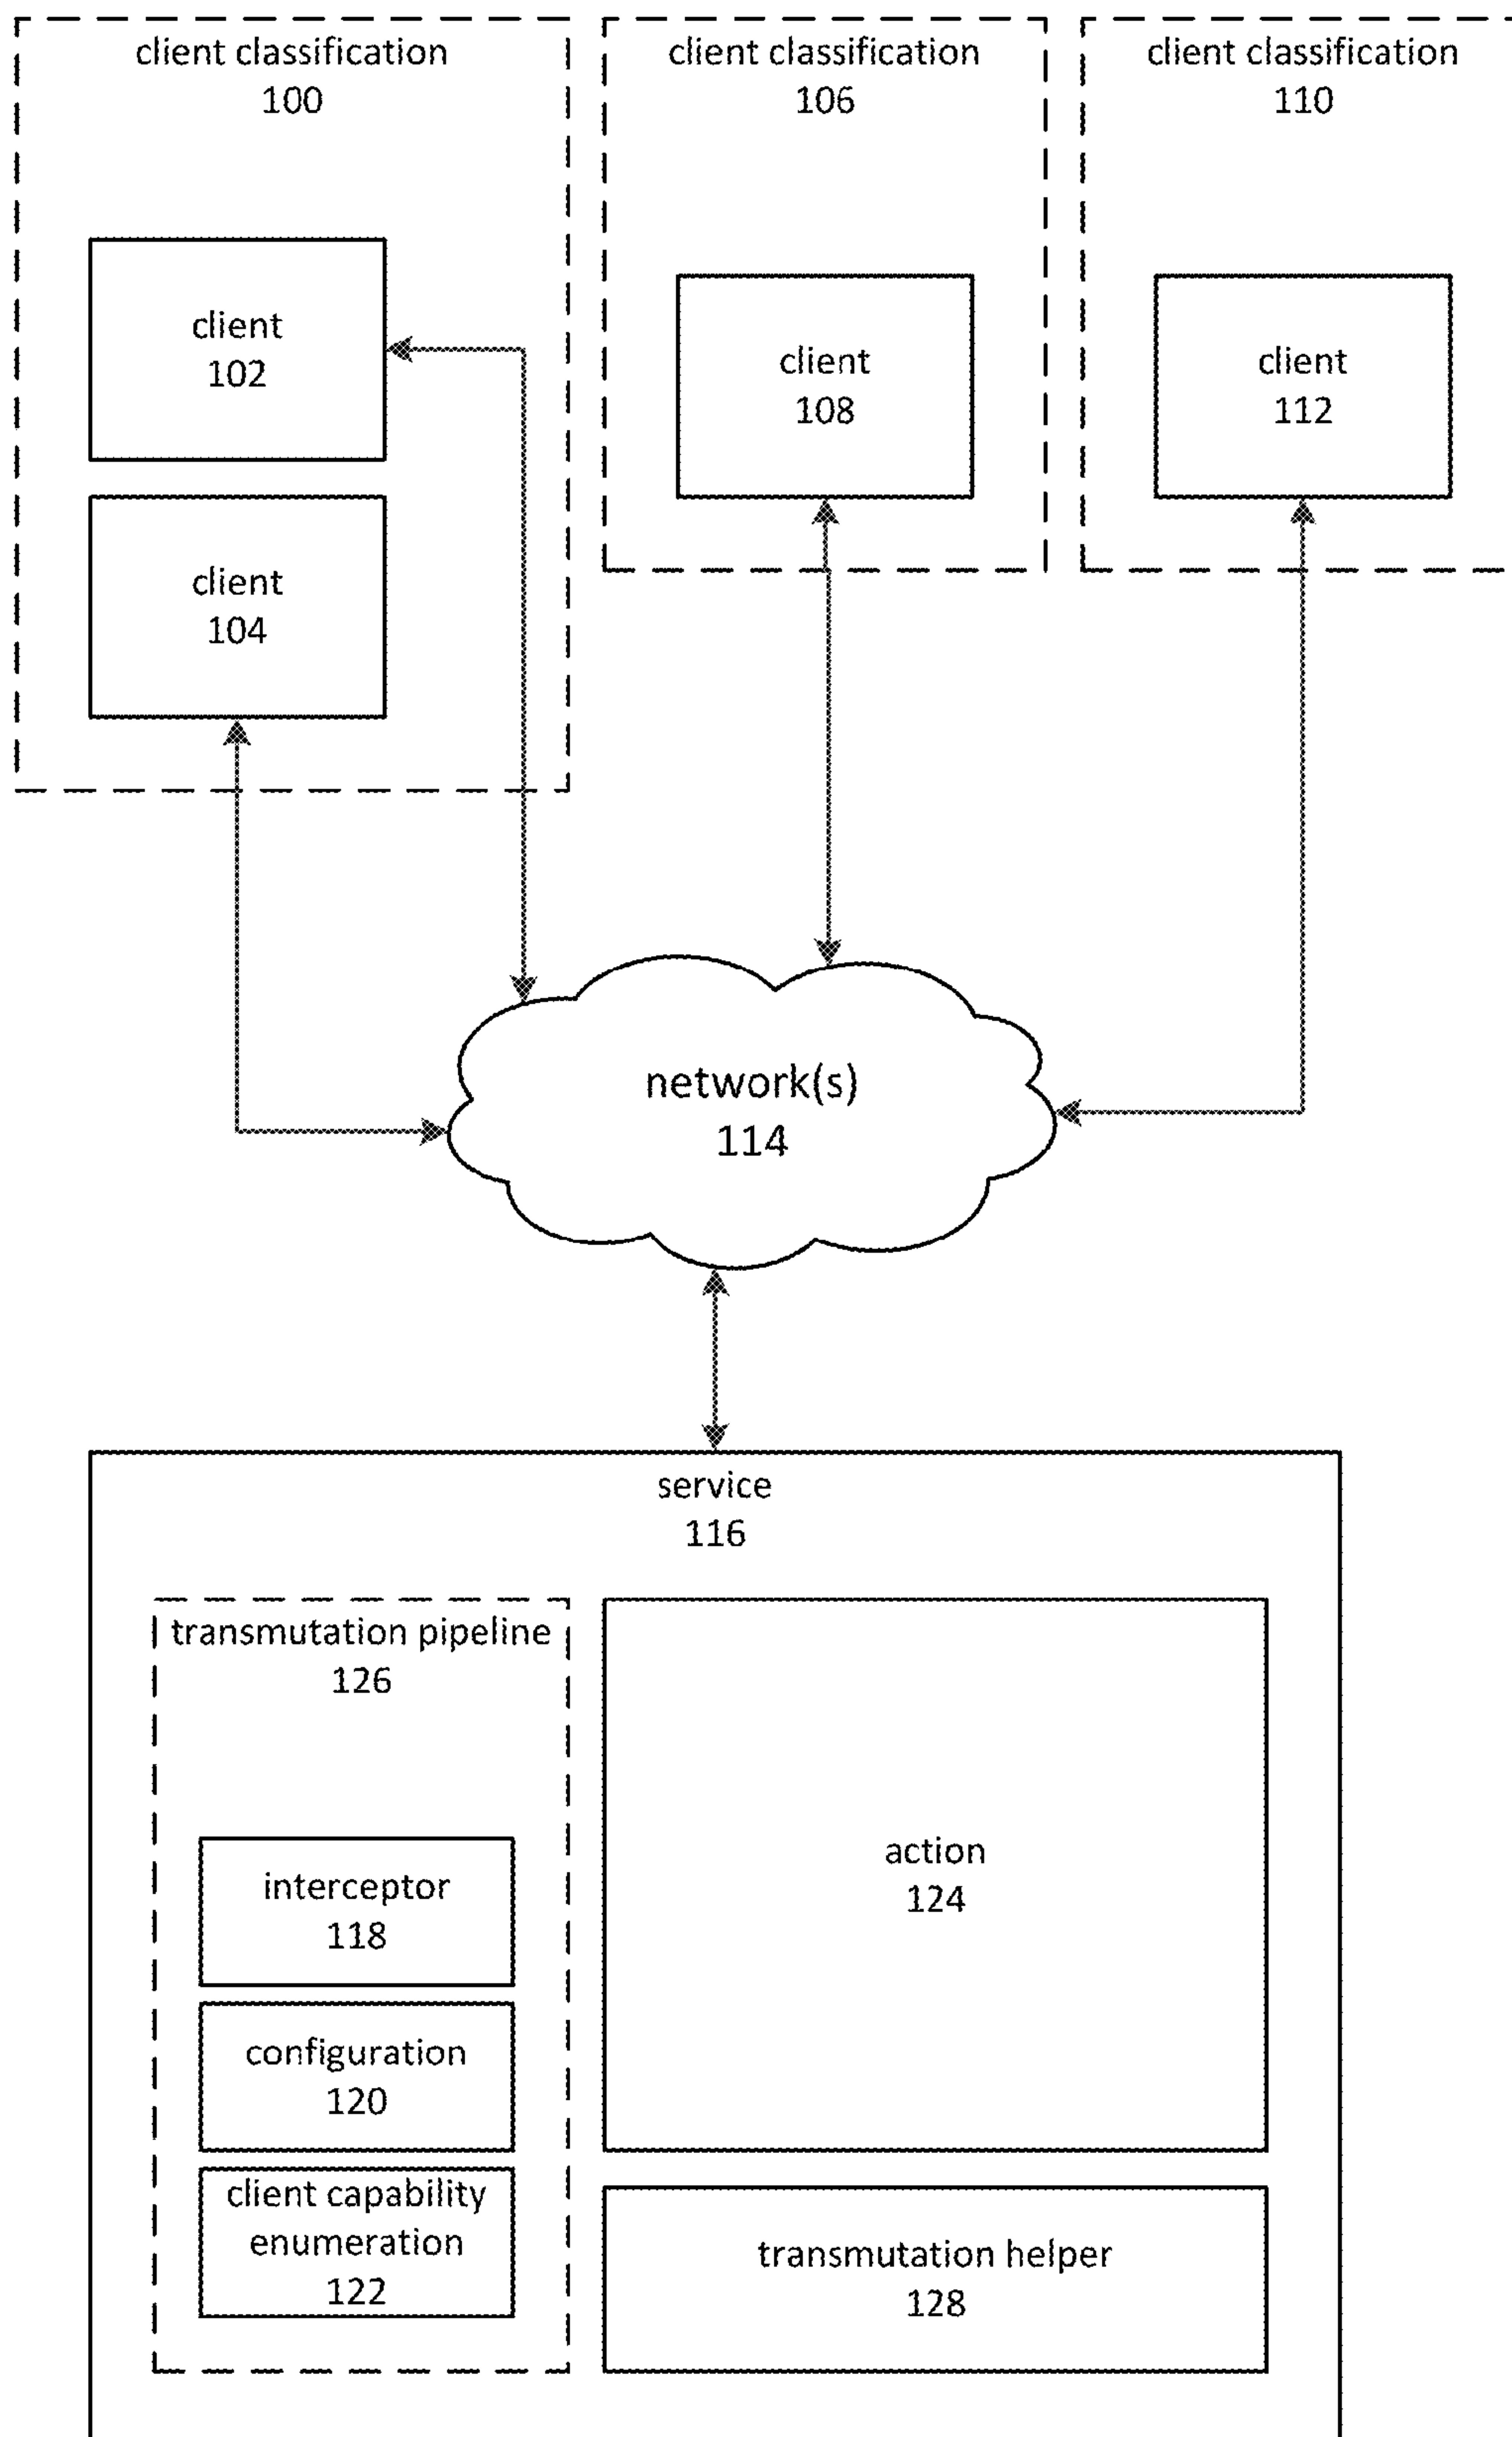 client classification
100
client classification
106
client classification
110
client
102
client
104
client
108
client
112
network(s)
114
service
116
transmutation pipeline
126
interceptor
118
configuration
120
client capability
enumeration
122
action
124
transmutation helper
128